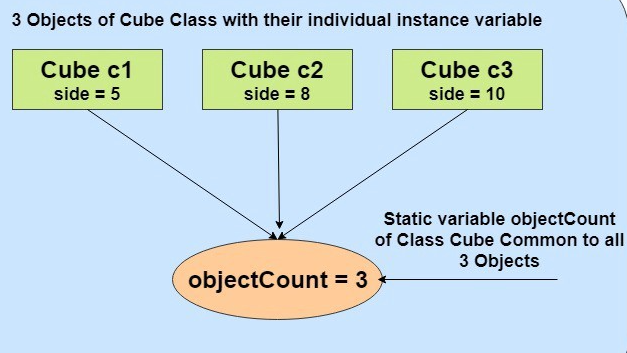 3 Objects of Cube Class with their individual instance variable
Cube c1
side = 5
Cube c2
side = 8
Cube c3
side = 10
Static variable objectCount
of Class Cube Common to all
3 Objects
objectCount = 3